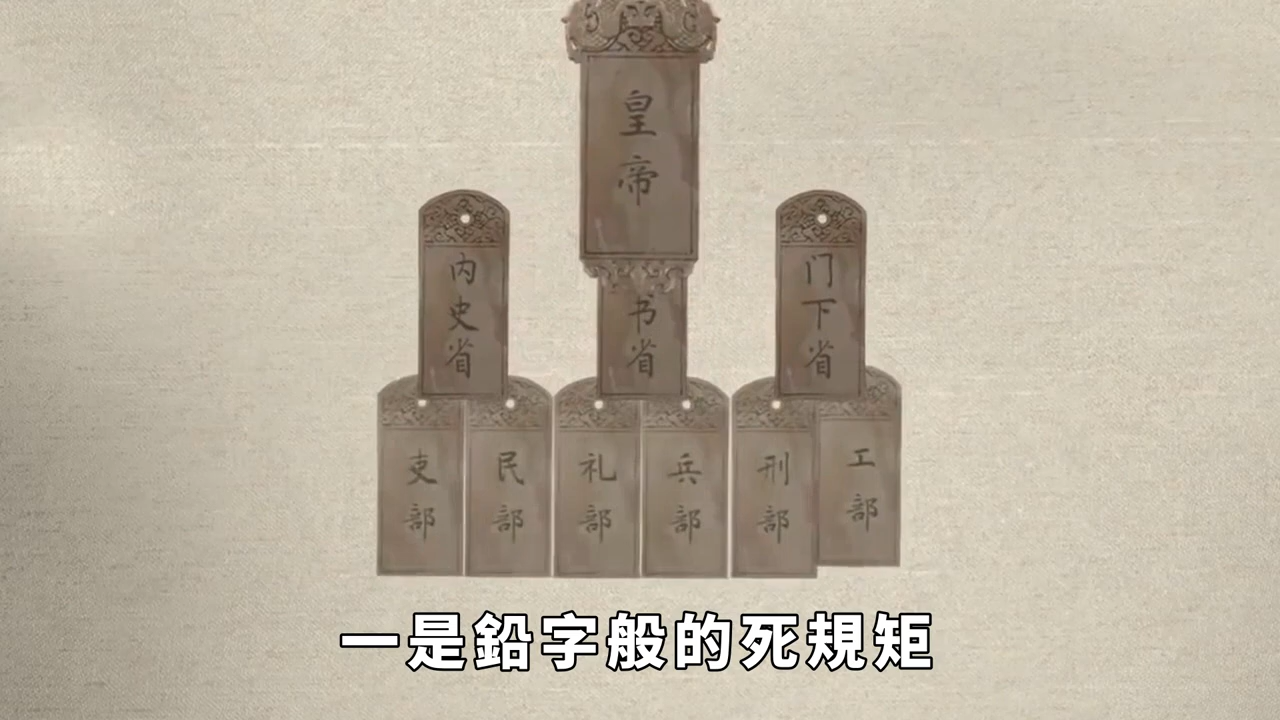 皇帝
内史省
书省
门下省
吏部
民部
礼部
兵部
刑部
工部
一是鉛字般的死規矩